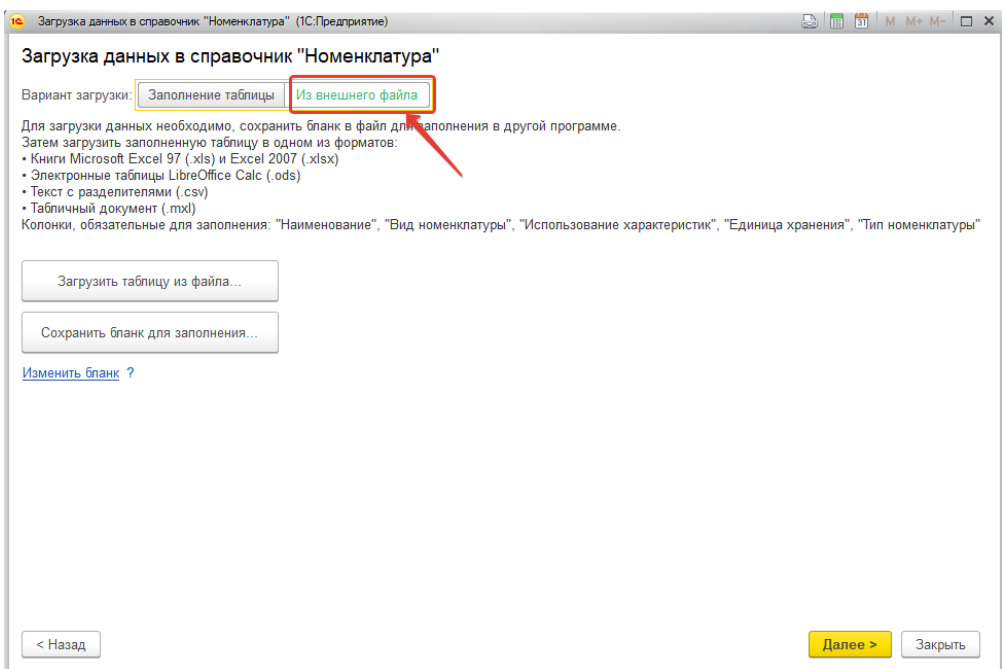 1С Загрузка данных в справочник "Номенклатура" (1С:Предприятие) 31 M M+ M-
Загрузка данных в справочник "Номенклатура"
Вариант загрузки: Заполнение таблицы Из внешнего файла
Для загрузки данных необходимо, сохранить бланк в файл для заполнения в другой программе.
Затем загрузить заполненную таблицу в одном из форматов:
• Книги Microsoft Excel 97 (.xls) и Excel 2007 (.xlsx)
• Электронные таблицы LibreOffice Calc (.ods)
• Текст с разделителями (.csv)
• Табличный документ (.mxl)
Колонки, обязательные для заполнения: "Наименование", "Вид номенклатуры", "Использование характеристик", "Единица хранения", "Тип номенклатуры"
Загрузить таблицу из файла...
Сохранить бланк для заполнения...
Изменить бланк ?
< Назад Далее > Закрыть